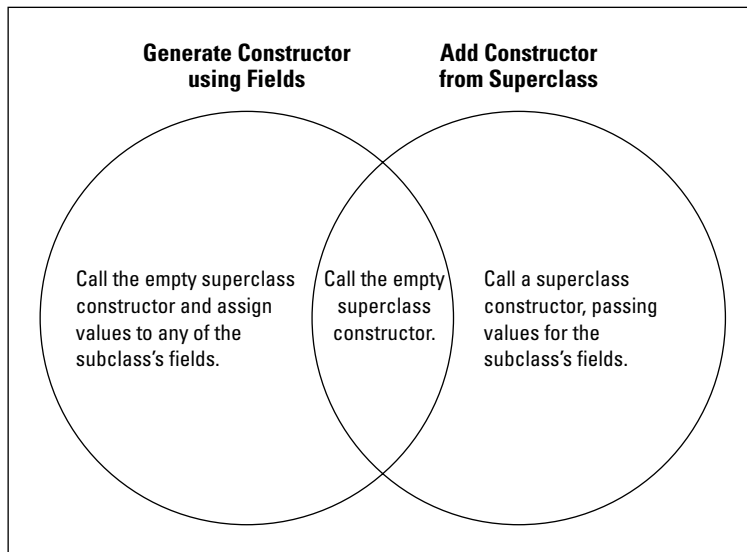 Generate Constructor
using Fields
Add Constructor
from Superclass
Call the empty superclass
constructor and assign
values to any of the
subclass’s fields.
Call the empty
superclass
constructor.
Call a superclass
constructor, passing
values for the
subclass’s fields.